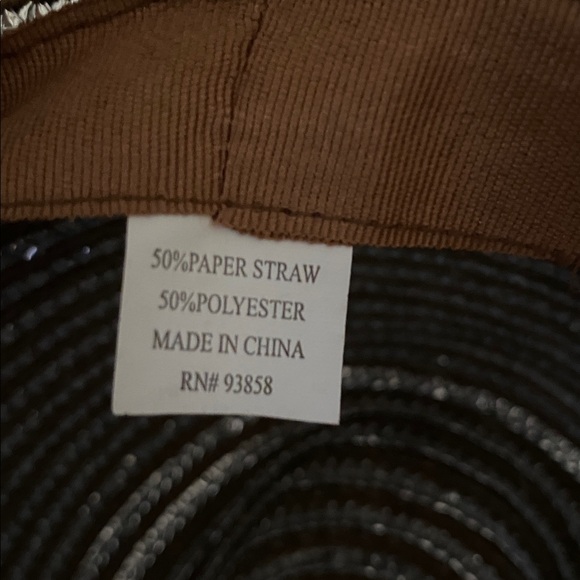 50%PAPER STRAW
50%POLYESTER
MADE IN CHINA
RN# 93858